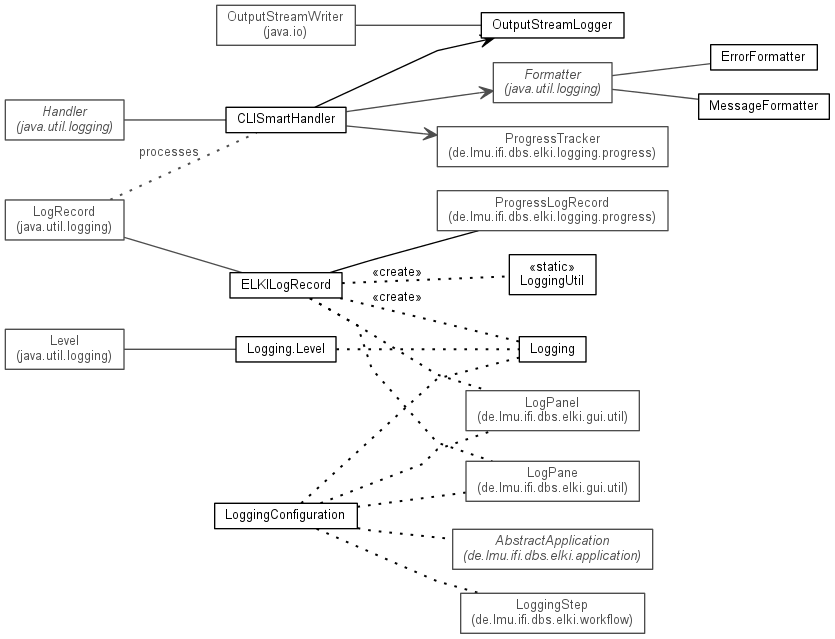 OutputStreamWriter
(java.io)
OutputStreamLogger
ErrorFormatter
Formatter
(java.util.logging)
MessageFormatter
Handler
(java.util.logging)
CLISmartHandler
ProgressTracker
(de.lmu.ifi.dbs.elki.logging.progress)
processes
LogRecord
(java.util.logging)
ProgressLogRecord
(de.lmu.ifi.dbs.elki.logging.progress)
ELKILogRecord
«create»
«static»
LoggingUtil
«create»
Level
(java.util.logging)
Logging.Level
Logging
LogPanel
(de.lmu.ifi.dbs.elki.gui.util)
LogPane
(de.lmu.ifi.dbs.elki.gui.util)
LoggingConfiguration
AbstractApplication
(de.lmu.ifi.dbs.elki.application)
LoggingStep
(de.lmu.ifi.dbs.elki.workflow)